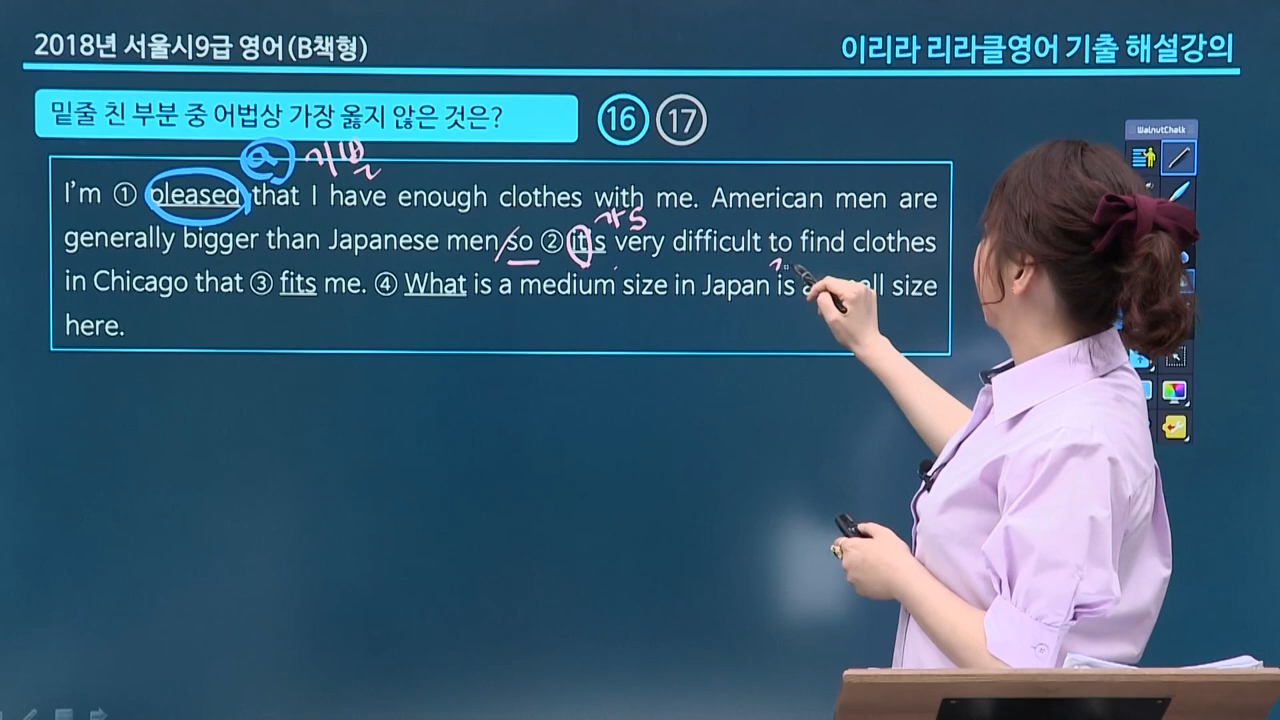 2018년 서울시9급 영어(B책형)
이리라 리라클영어 기출 해설강의
밑줄 친 부분 중 어법상 가장 옳지 않은 것은?
16 17
WalnutChalk
a.
I'm ① pleased that I have enough clothes with me. American men are
generally bigger than Japanese men so ② it is very difficult to find clothes
in Chicago that ③ fits me. ④ What is a medium size in Japan is a size
here.